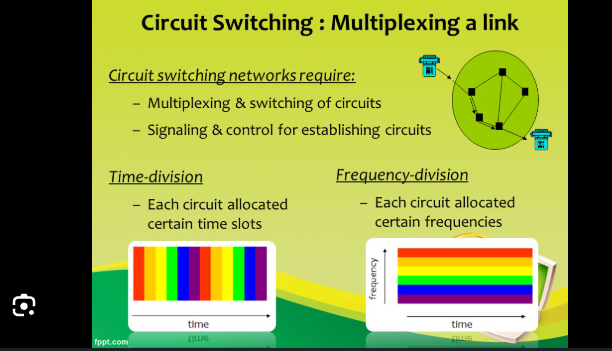 Circuit Switching : Multiplexing a link
Circuit switching networks require:
– Multiplexing & switching of circuits
– Signaling & control for establishing circuits
Time-division
– Each circuit allocated
certain time slots
Frequency-division
– Each circuit allocated
certain frequencies
time
frequency
time
fppt.com